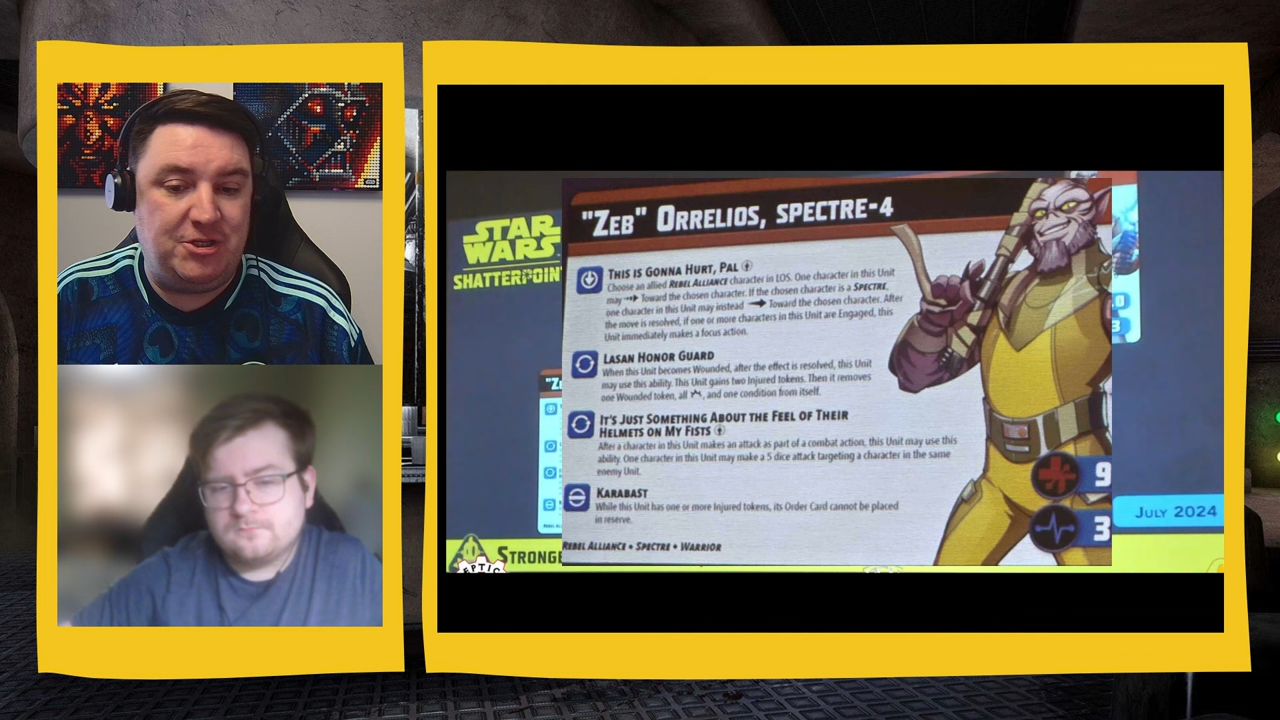 STAR
WARS
SHATTERPOIN
"ZEB" ORRELIOS, SPECTRE-4
THIS IS GONNA HURT, PAL
Choose an allied REBEL ALLIANCE character in LOS. One character in this Unit
may Toward the chosen character. If the chosen character is a SPECTRE,
one character in this Unit may instead Toward the chosen character. After
the move is resolved, if one or more characters in this Unit are Engaged, this
Unit immediately makes a focus action.
LASAN HONOR GUARD
When this Unit becomes Wounded, after the effect is resolved, this Unit
may use this ability. This Unit gains two Injured tokens. Then it removes
one Wounded token, all , and one condition from itself.
IT'S JUST SOMETHING ABOUT THE FEEL OF THEIR
HELMETS ON MY FISTS
After a character in this Unit makes an attack as part of a combat action, this Unit may use this
ability. One character in this Unit may make a 5 dice attack targeting a character in the same
enemy Unit.
KARABAST
While this Unit has one or more Injured tokens, its Order Card cannot be placed
in reserve.
REBEL ALLIANCE • SPECTRE • WARRIOR
9
3
3
"ZE
JULY 2024
STRONGE
EPTIC